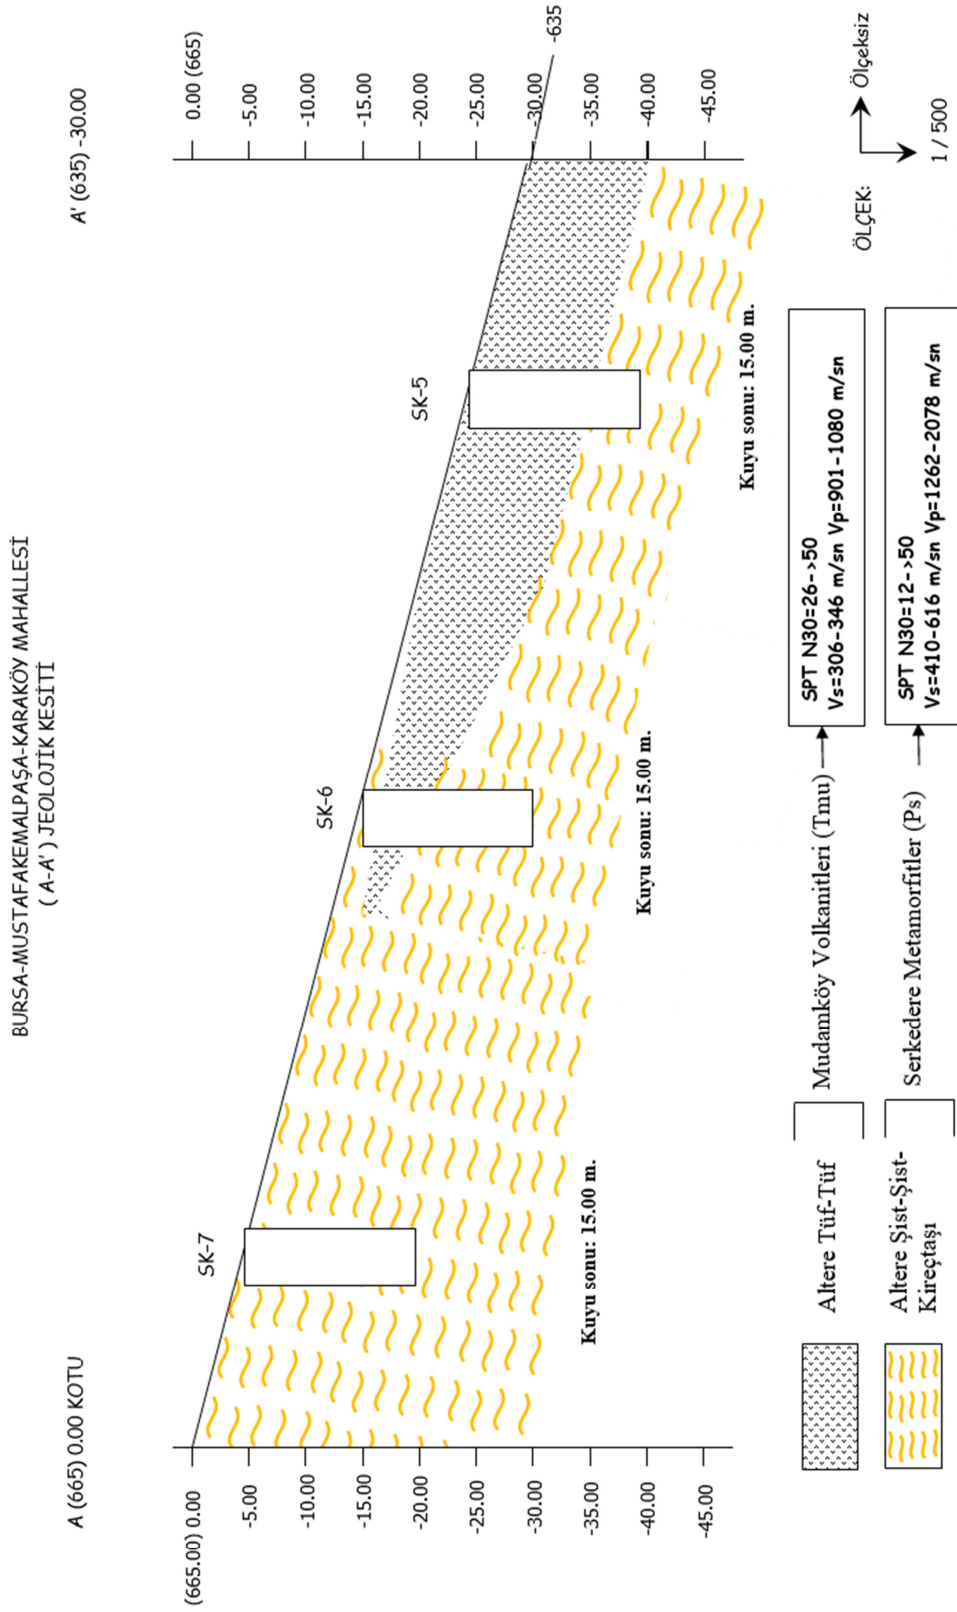 BURSA-MUSTAFAKEMALPAŞA-KARAKÖY MAHALLESİ
( A-A' ) JEOLOJİK KESİTİ
A (665) 0.00 KOTU
A' (635) -30.00
(665.00) 0.00
-5.00
-10.00
-15.00
-20.00
-25.00
-30.00
-35.00
-40.00
-45.00
SK-7
SK-6
SK-5
0.00 (665)
-5.00
-10.00
-15.00
-20.00
-25.00
-30.00
-35.00
-40.00
-45.00
-635
Kuyu sonu: 15.00 m.
Kuyu sonu: 15.00 m.
Kuyu sonu: 15.00 m.
Altere Tüf-Tüf
Mudamköy Volkanitleri (Tmu)
SPT N30=26->50
Vs=306-346 m/sn Vp=901-1080 m/sn
Altere Şist-Şist-
Kireçtaşı
Serkedere Metamorfitler (Ps)
SPT N30=12->50
Vs=410-616 m/sn Vp=1262-2078 m/sn
ÖLÇEK:
Ölçeksiz
1 / 500